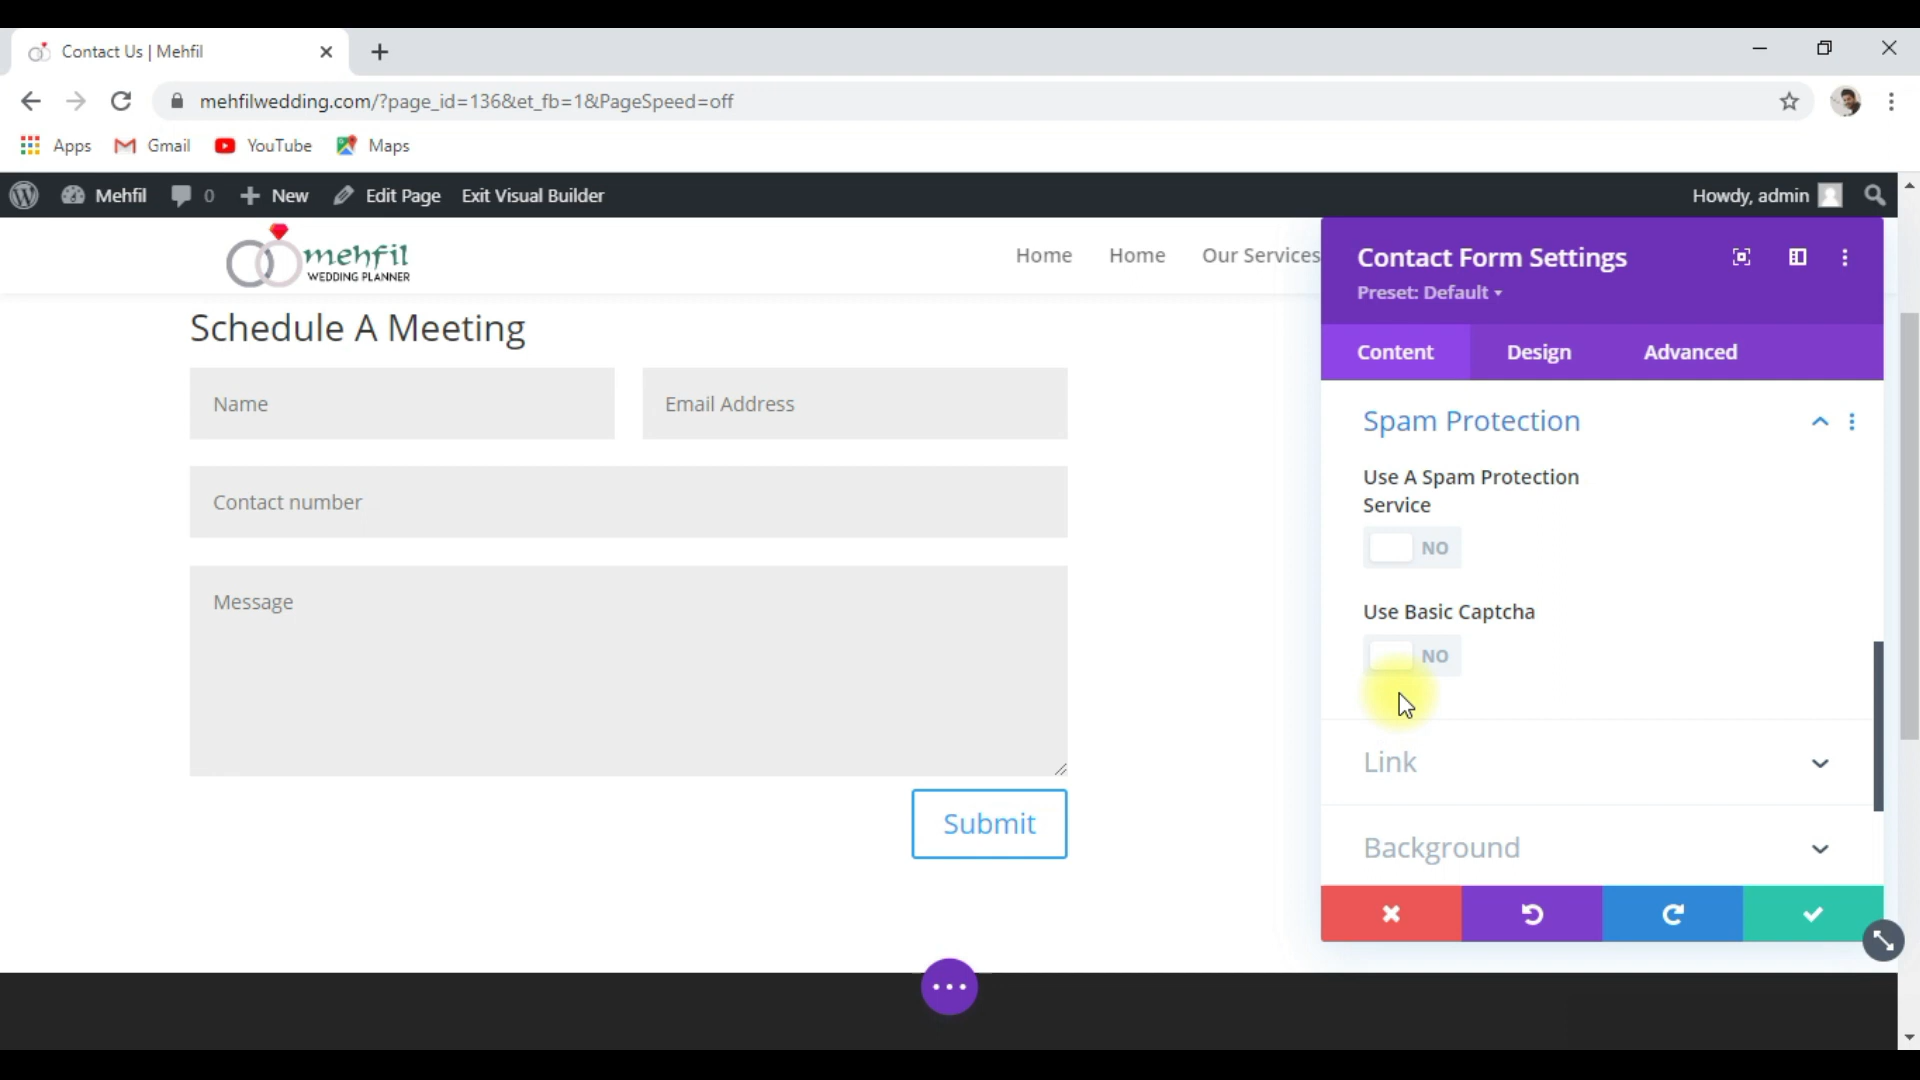 Contact Us | Mehfil
mehfilwedding.com/?page_id=136&et_fb=1&PageSpeed=off
Apps Gmail YouTube Maps
Mehfil 0 New Edit Page Exit Visual Builder Howdy, admin
mehfil
WEDDING PLANNER
Home Home Our Services
Contact Form Settings
Preset: Default
Content Design Advanced
Schedule A Meeting
Name Email Address
Contact number
Message
Submit
Spam Protection
Use A Spam Protection
Service
NO
Use Basic Captcha
NO
Link
Background